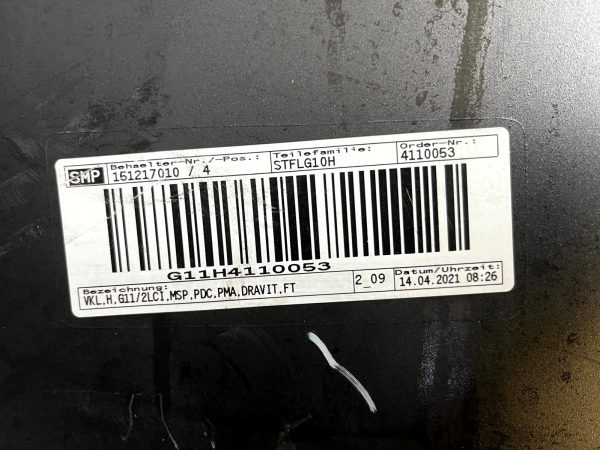 SMP
Behaelter-Nr./-Pos.: Teilefamilie: Order-Nr.:
151217010 / 4 STFLG10H 4110053
G11H4110053
Bezeichnung: 2_09 Datum/Uhrzeit:
VKL.H.G11/2LCI,MSP.PDC.PMA,DRAVIT.FT 14.04.2021 08:26